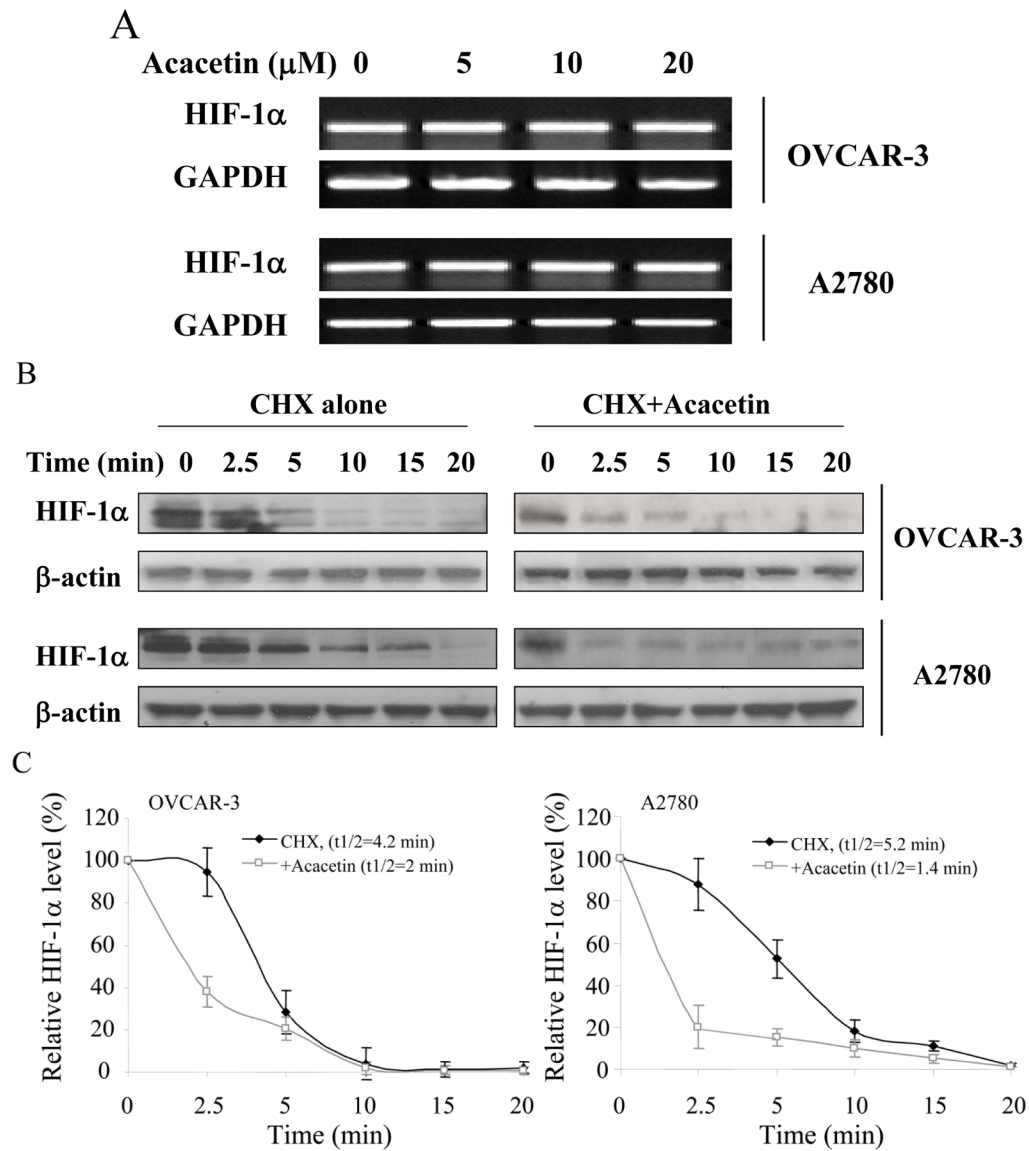 A
Acacetin (μM) 0 5 10 20
HIF-1α
GAPDH
OVCAR-3
HIF-1α
GAPDH
A2780
B
CHX alone CHX+Acacetin
Time (min) 0 2.5 5 10 15 20 0 2.5 5 10 15 20
HIF-1α
β-actin
OVCAR-3
HIF-1α
β-actin
A2780
C
OVCAR-3
Relative HIF-1α level (%)
120
100
80
60
40
20
0
CHX, (t1/2=4.2 min)
+Acacetin (t1/2=2 min)
0 2.5 5 10 15 20
Time (min)
A2780
Relative HIF-1α level (%)
120
100
80
60
40
20
0
CHX, (t1/2=5.2 min)
+Acacetin (t1/2=1.4 min)
0 2.5 5 10 15 20
Time (min)